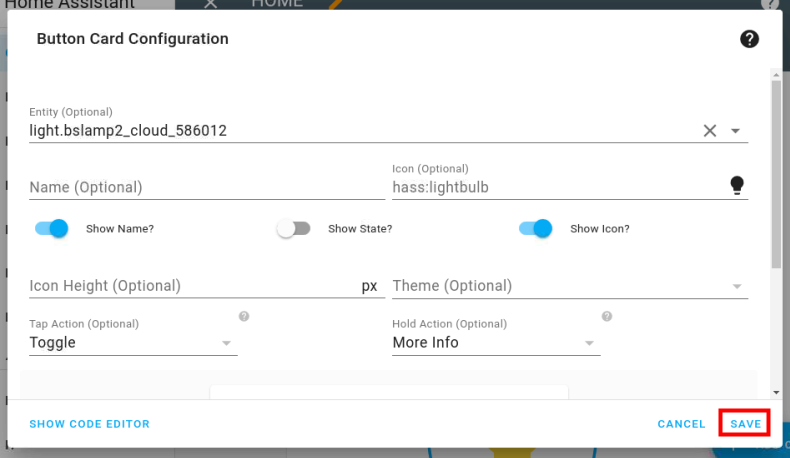 Home Assistant
HOME
Button Card Configuration
Entity (Optional)
light.bslamp2_cloud_586012
Icon (Optional)
Name (Optional)
hass:lightbulb
Show Name?
Show State?
Show Icon?
Icon Height (Optional)
px
Theme (Optional)
Tap Action (Optional)
Hold Action (Optional)
Toggle
More Info
SHOW CODE EDITOR
CANCEL
SAVE